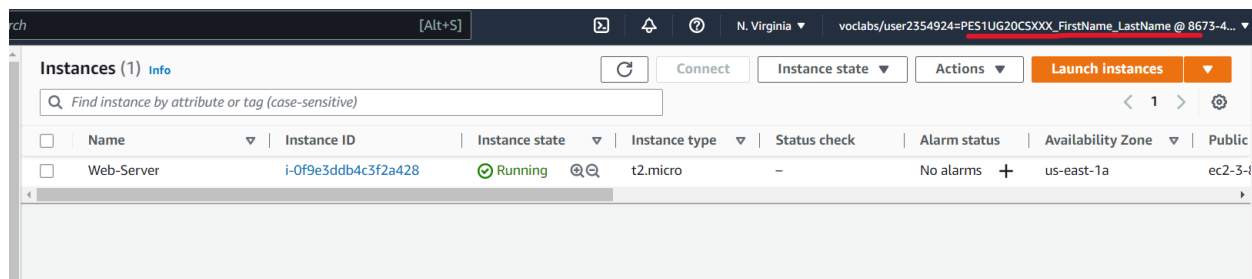 rch [Alt+S] N. Virginia ▼ voclabs/user2354924=PES1UG20CSXXX_FirstName_LastName @ 8673-4... ▼
Instances (1) Info Connect Instance state ▼ Actions ▼ Launch instances ▼
Find instance by attribute or tag (case-sensitive) < 1 >
Name Instance ID Instance state Instance type Status check Alarm status Availability Zone Public
Web-Server i-0f9e3ddb4c3f2a428 Running t2.micro – No alarms + us-east-1a ec2-3-8